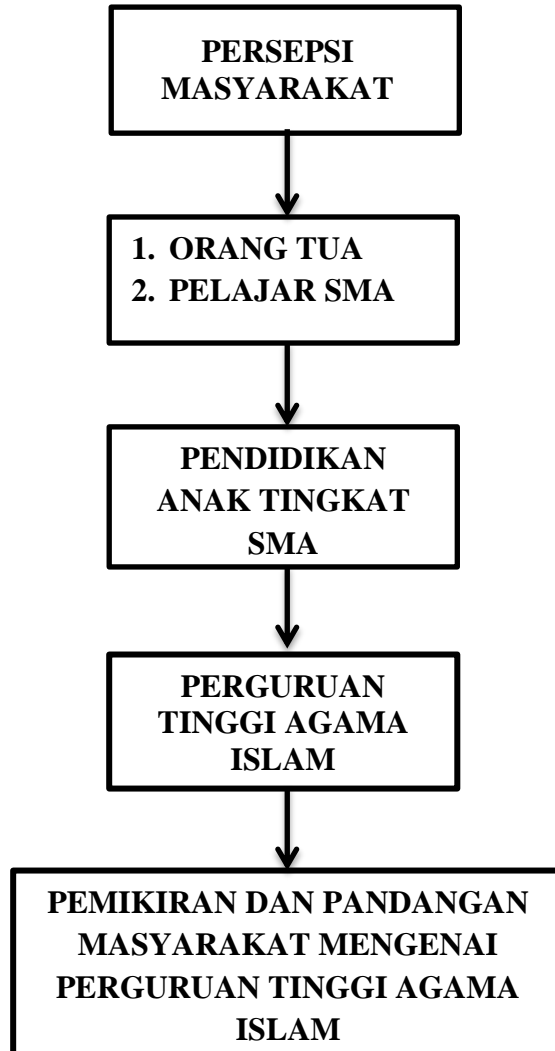 PERSEPSI
MASYARAKAT
1. ORANG TUA
2. PELAJAR SMA
PENDIDIKAN
ANAK TINGKAT
SMA
PERGURUAN
TINGGI AGAMA
ISLAM
PEMIKIRAN DAN PANDANGAN
MASYARAKAT MENGENAI
PERGURUAN TINGGI AGAMA
ISLAM